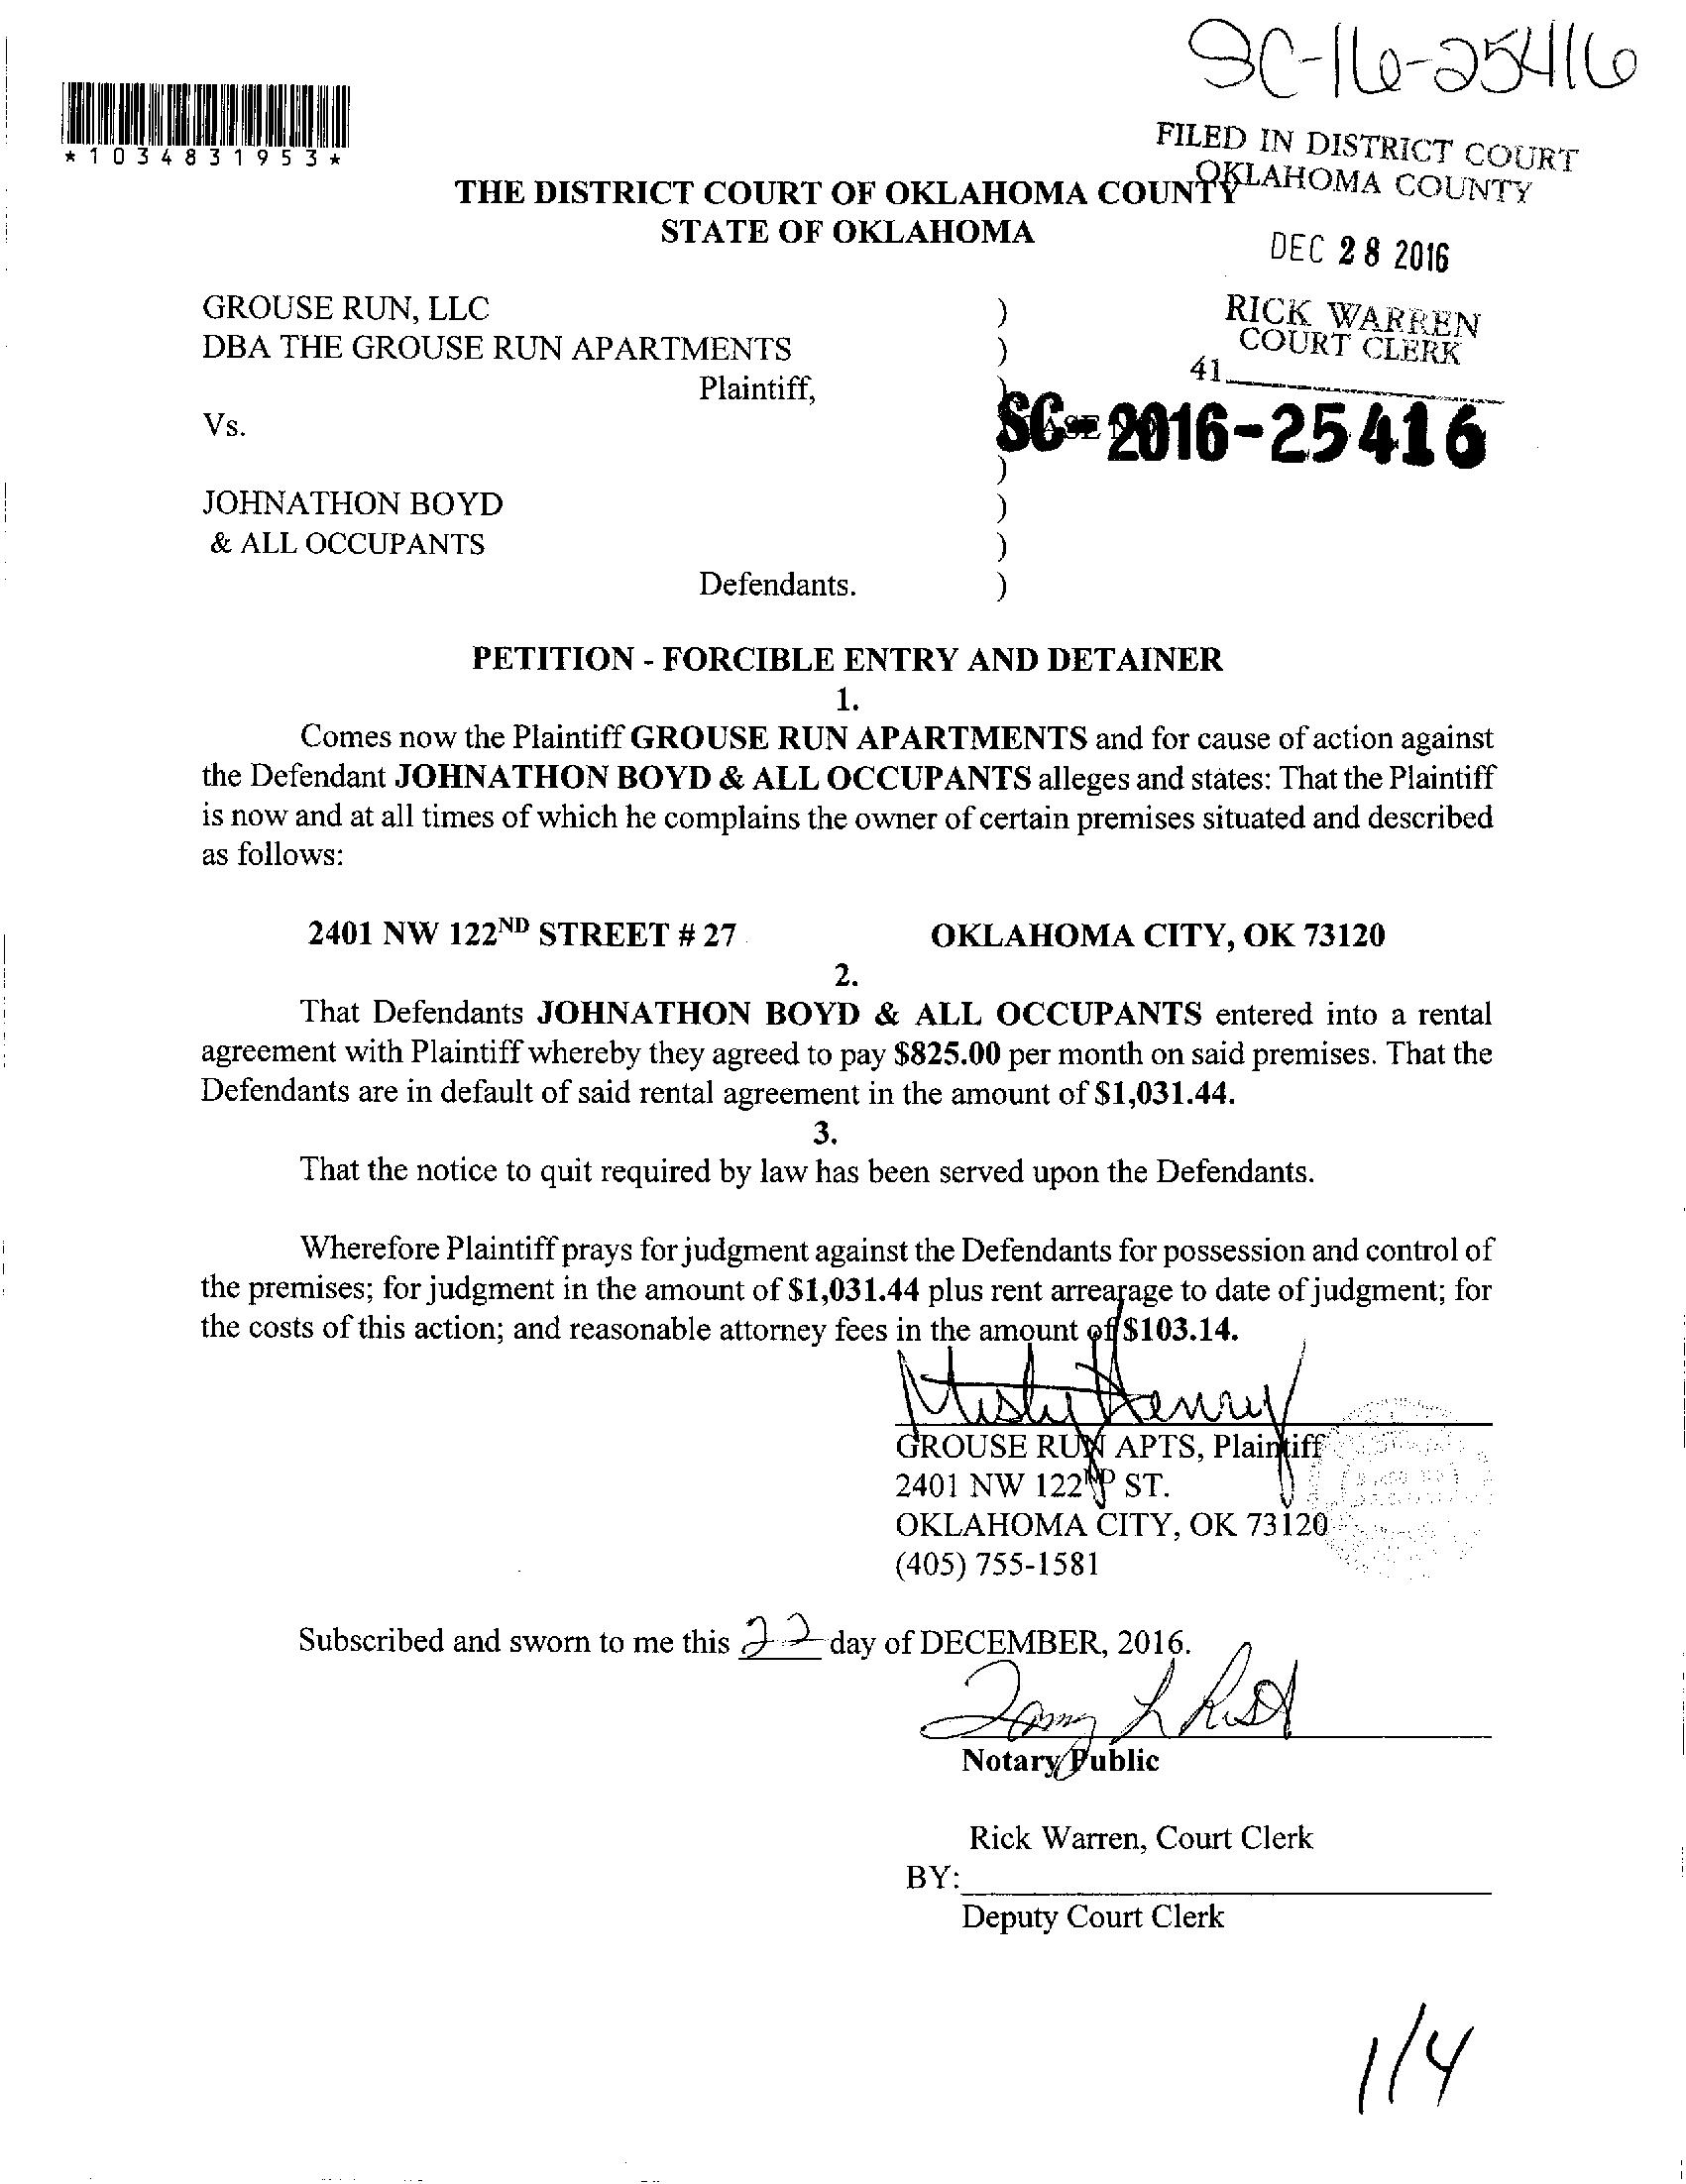 SC-16-25416
*1034831953*
FILED IN DISTRICT COURT
OKLAHOMA COUNTY
THE DISTRICT COURT OF OKLAHOMA COUNTY
STATE OF OKLAHOMA
DEC 28 2016
RICK WARREN
COURT CLERK
41
GROUSE RUN, LLC )
DBA THE GROUSE RUN APARTMENTS )
Plaintiff, )
Vs. SC-2016-25416
)
JOHNATHON BOYD )
& ALL OCCUPANTS )
Defendants. )
PETITION - FORCIBLE ENTRY AND DETAINER
1.
Comes now the Plaintiff GROUSE RUN APARTMENTS and for cause of action against
the Defendant JOHNATHON BOYD & ALL OCCUPANTS alleges and states: That the Plaintiff
is now and at all times of which he complains the owner of certain premises situated and described
as follows:
2401 NW 122ND STREET # 27 OKLAHOMA CITY, OK 73120
2.
That Defendants JOHNATHON BOYD & ALL OCCUPANTS entered into a rental
agreement with Plaintiff whereby they agreed to pay $825.00 per month on said premises. That the
Defendants are in default of said rental agreement in the amount of $1,031.44.
3.
That the notice to quit required by law has been served upon the Defendants.
Wherefore Plaintiff prays for judgment against the Defendants for possession and control of
the premises; for judgment in the amount of $1,031.44 plus rent arrearage to date of judgment; for
the costs of this action; and reasonable attorney fees in the amount of $103.14.
Misty Henry
GROUSE RUN APTS, Plaintiff
2401 NW 122ND ST.
OKLAHOMA CITY, OK 73120
(405) 755-1581
Subscribed and sworn to me this 22 day of DECEMBER, 2016.
Notary Public
Rick Warren, Court Clerk
BY:
Deputy Court Clerk
1/4